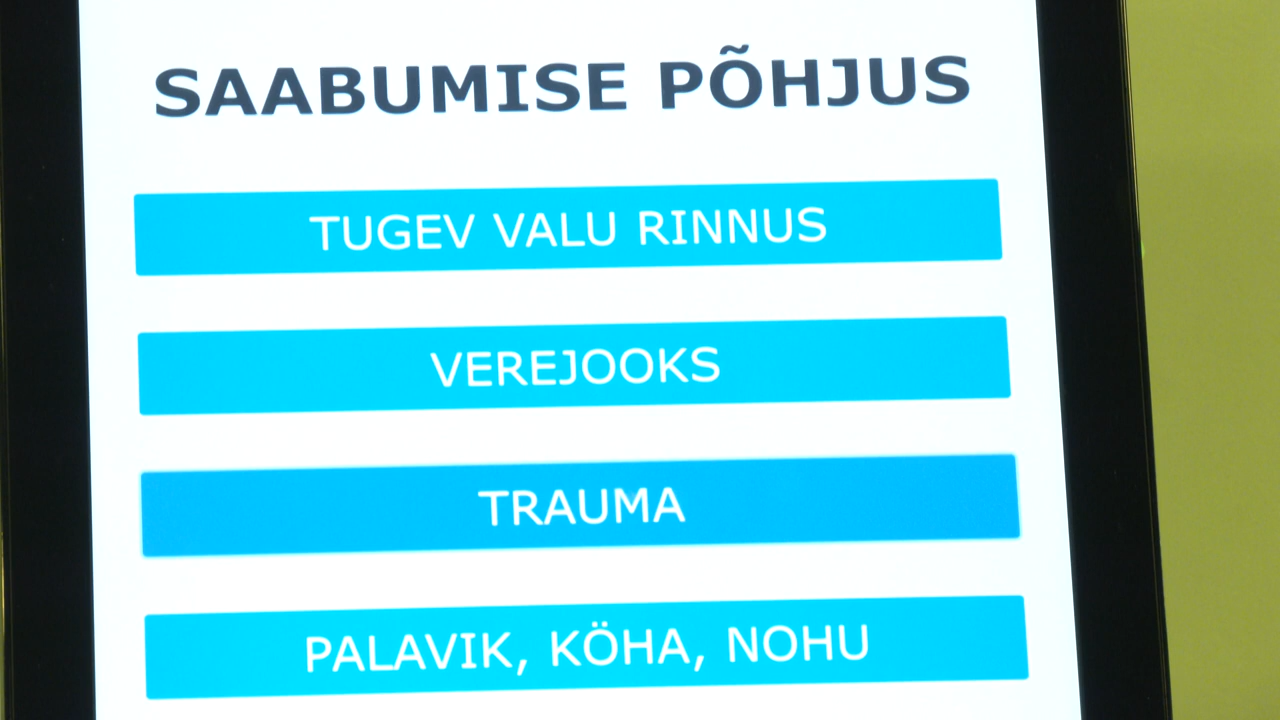 SAABUMISE PÕHJUS
TUGEV VALU RINNUS
VEREJOOKS
TRAUMA
PALAVIK, KÖHA, NOHU